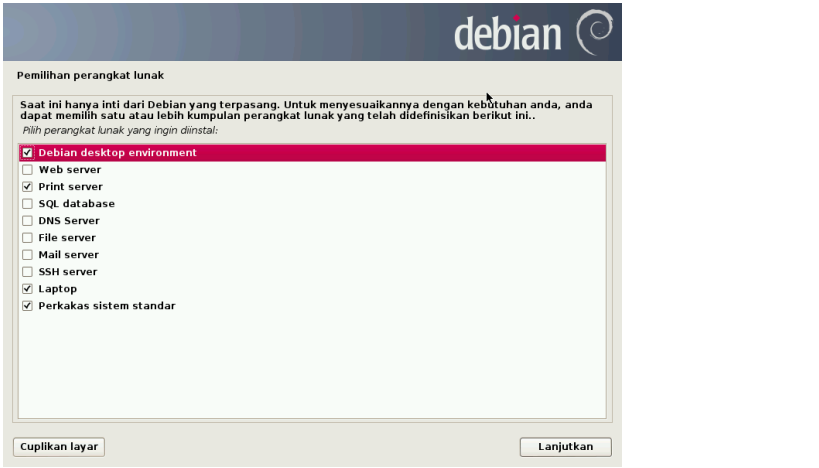 debian
Pemilihan perangkat lunak
Saat ini hanya inti dari Debian yang terpasang. Untuk menyesuaikannya dengan kebutuhan anda, anda
dapat memilih satu atau lebih kumpulan perangkat lunak yang telah didefinisikan berikut ini..
Pilih perangkat lunak yang ingin diinstal:
Debian desktop environment
Web server
Print server
SQL database
DNS Server
File server
Mail server
SSH server
Laptop
Perkakas sistem standar
Cuplikan layar
Lanjutkan